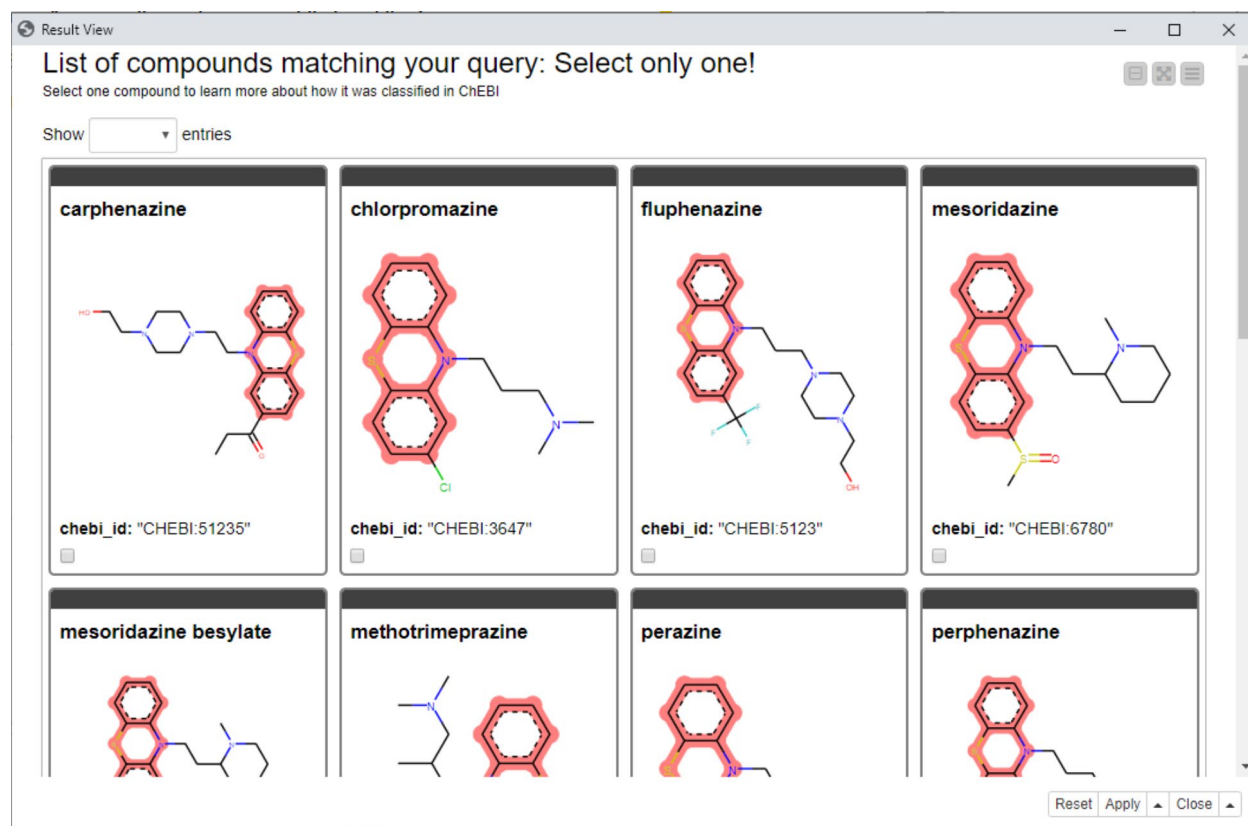 Result View
List of compounds matching your query: Select only one!
Select one compound to learn more about how it was classified in ChEBI
Show entries
carphenazine chlorpromazine fluphenazine mesoridazine
HO N N N S O
S N N Cl
S N N N F F F OH
S N N S O
chebi_id: "CHEBI:51235" chebi_id: "CHEBI:3647" chebi_id: "CHEBI:5123" chebi_id: "CHEBI:6780"
mesoridazine besylate methotrimeprazine perazine perphenazine
S N N
N
S N
S N
Reset Apply Close